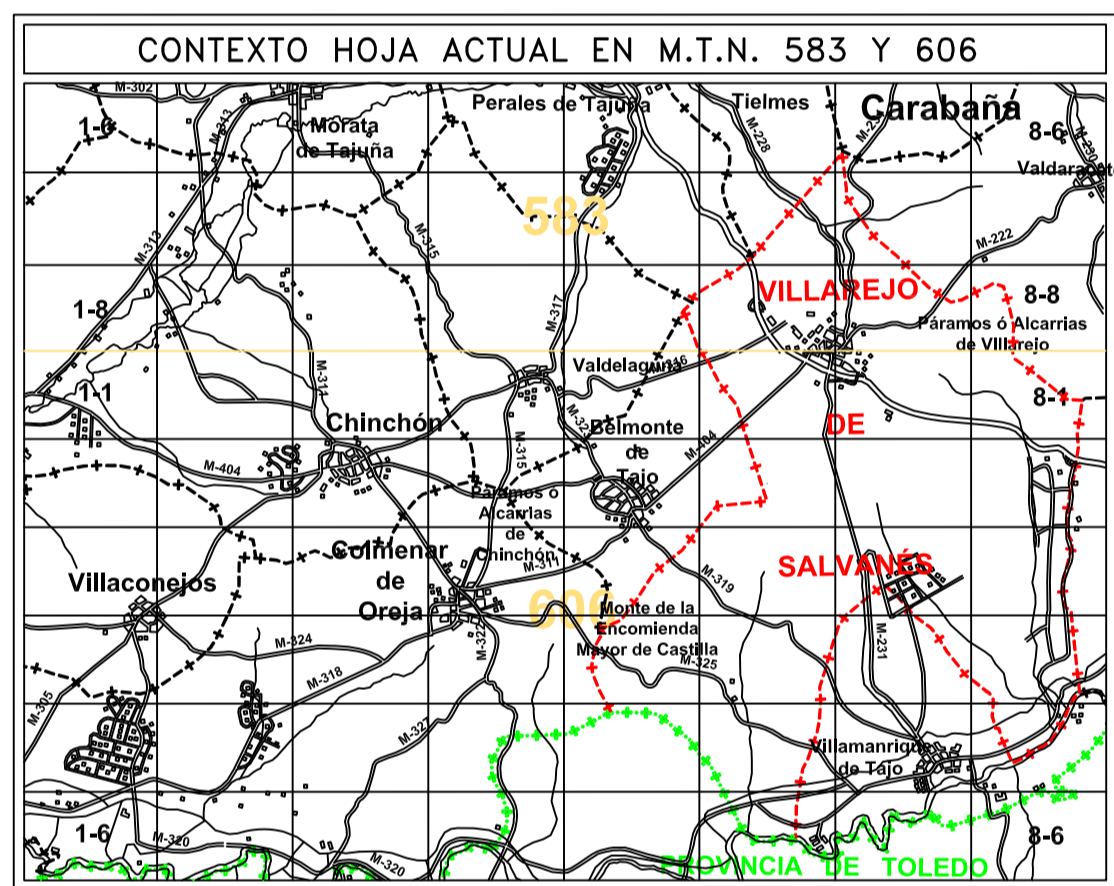 CONTEXTO HOJA ACTUAL EN M.T.N. 583 Y 606
M-302
Perales de Tajuña
Tielmes
Carabaña
1-6
M-313
Morata
de Tajuña
M-228
8-6
M-230
583
M-313
M-315
M-222
1-8
M-317
VILLAREJO
8-8
Páramos ó Alcarrias
de Villarejo
Valdelaguna
1-1
M-311
8-1
Chinchón
Belmonte
de
Tajo
DE
M-404
M-315
M-404
Páramos ó
Alcarrias
de
Chinchón
Colmenar
de
Oreja
M-311
SALVANÉS
Villaconejos
M-319
606
Monte de la
Encomienda
Mayor de Castilla
M-324
M-322
M-231
M-318
M-325
M-305
M-327
Villamanrique
de Tajo
1-6
M-320
M-320
8-6
PROVINCIA DE TOLEDO